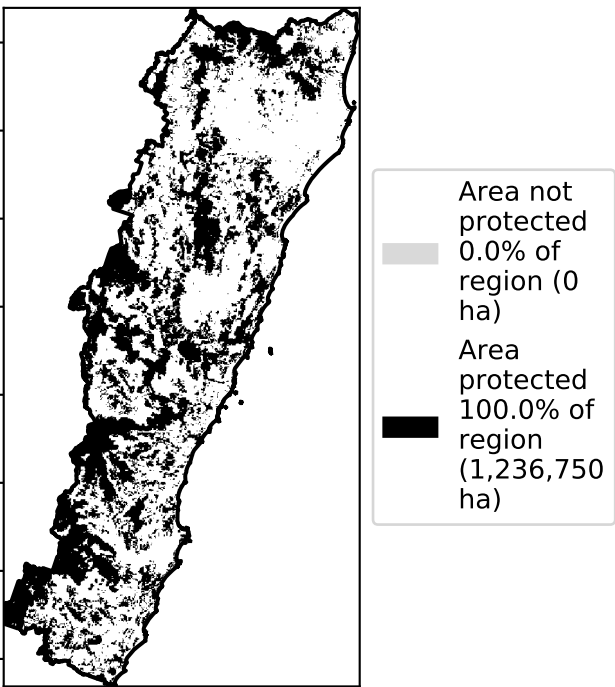 Area not
protected
0.0% of
region (0
ha)
Area
protected
100.0% of
region
(1,236,750
ha)